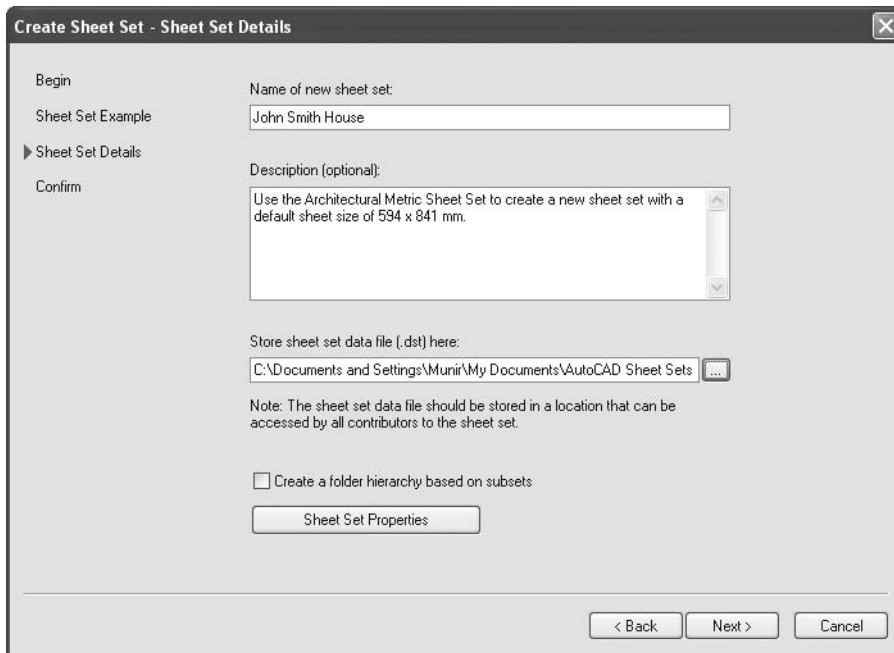 Create Sheet Set - Sheet Set Details
Begin
Sheet Set Example
Sheet Set Details
Confirm
Name of new sheet set:
John Smith House
Description (optional):
Use the Architectural Metric Sheet Set to create a new sheet set with a
default sheet size of 594 x 841 mm.
Store sheet set data file (.dst) here:
C:\Documents and Settings\Munir\My Documents\AutoCAD Sheet Sets
...
Note: The sheet set data file should be stored in a location that can be
accessed by all contributors to the sheet set.
Create a folder hierarchy based on subsets
Sheet Set Properties
< Back
Next >
Cancel